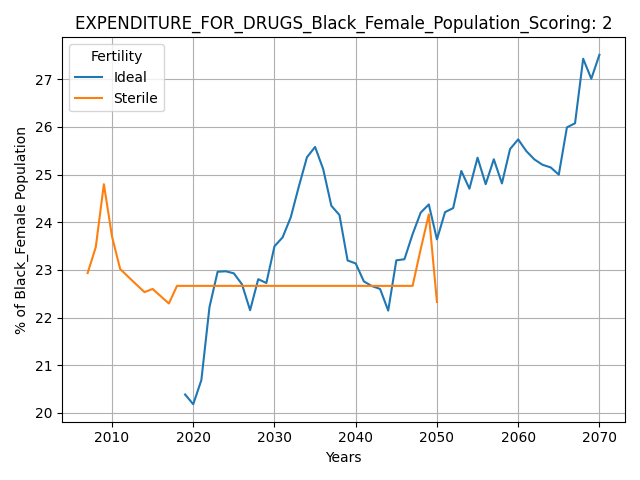 EXPENDITURE_FOR_DRUGS_Black_Female_Population_Scoring: 2
Fertility
Ideal
Sterile
% of Black_Female Population
27
26
25
24
23
22
21
20
2010 2020 2030 2040 2050 2060 2070
Years